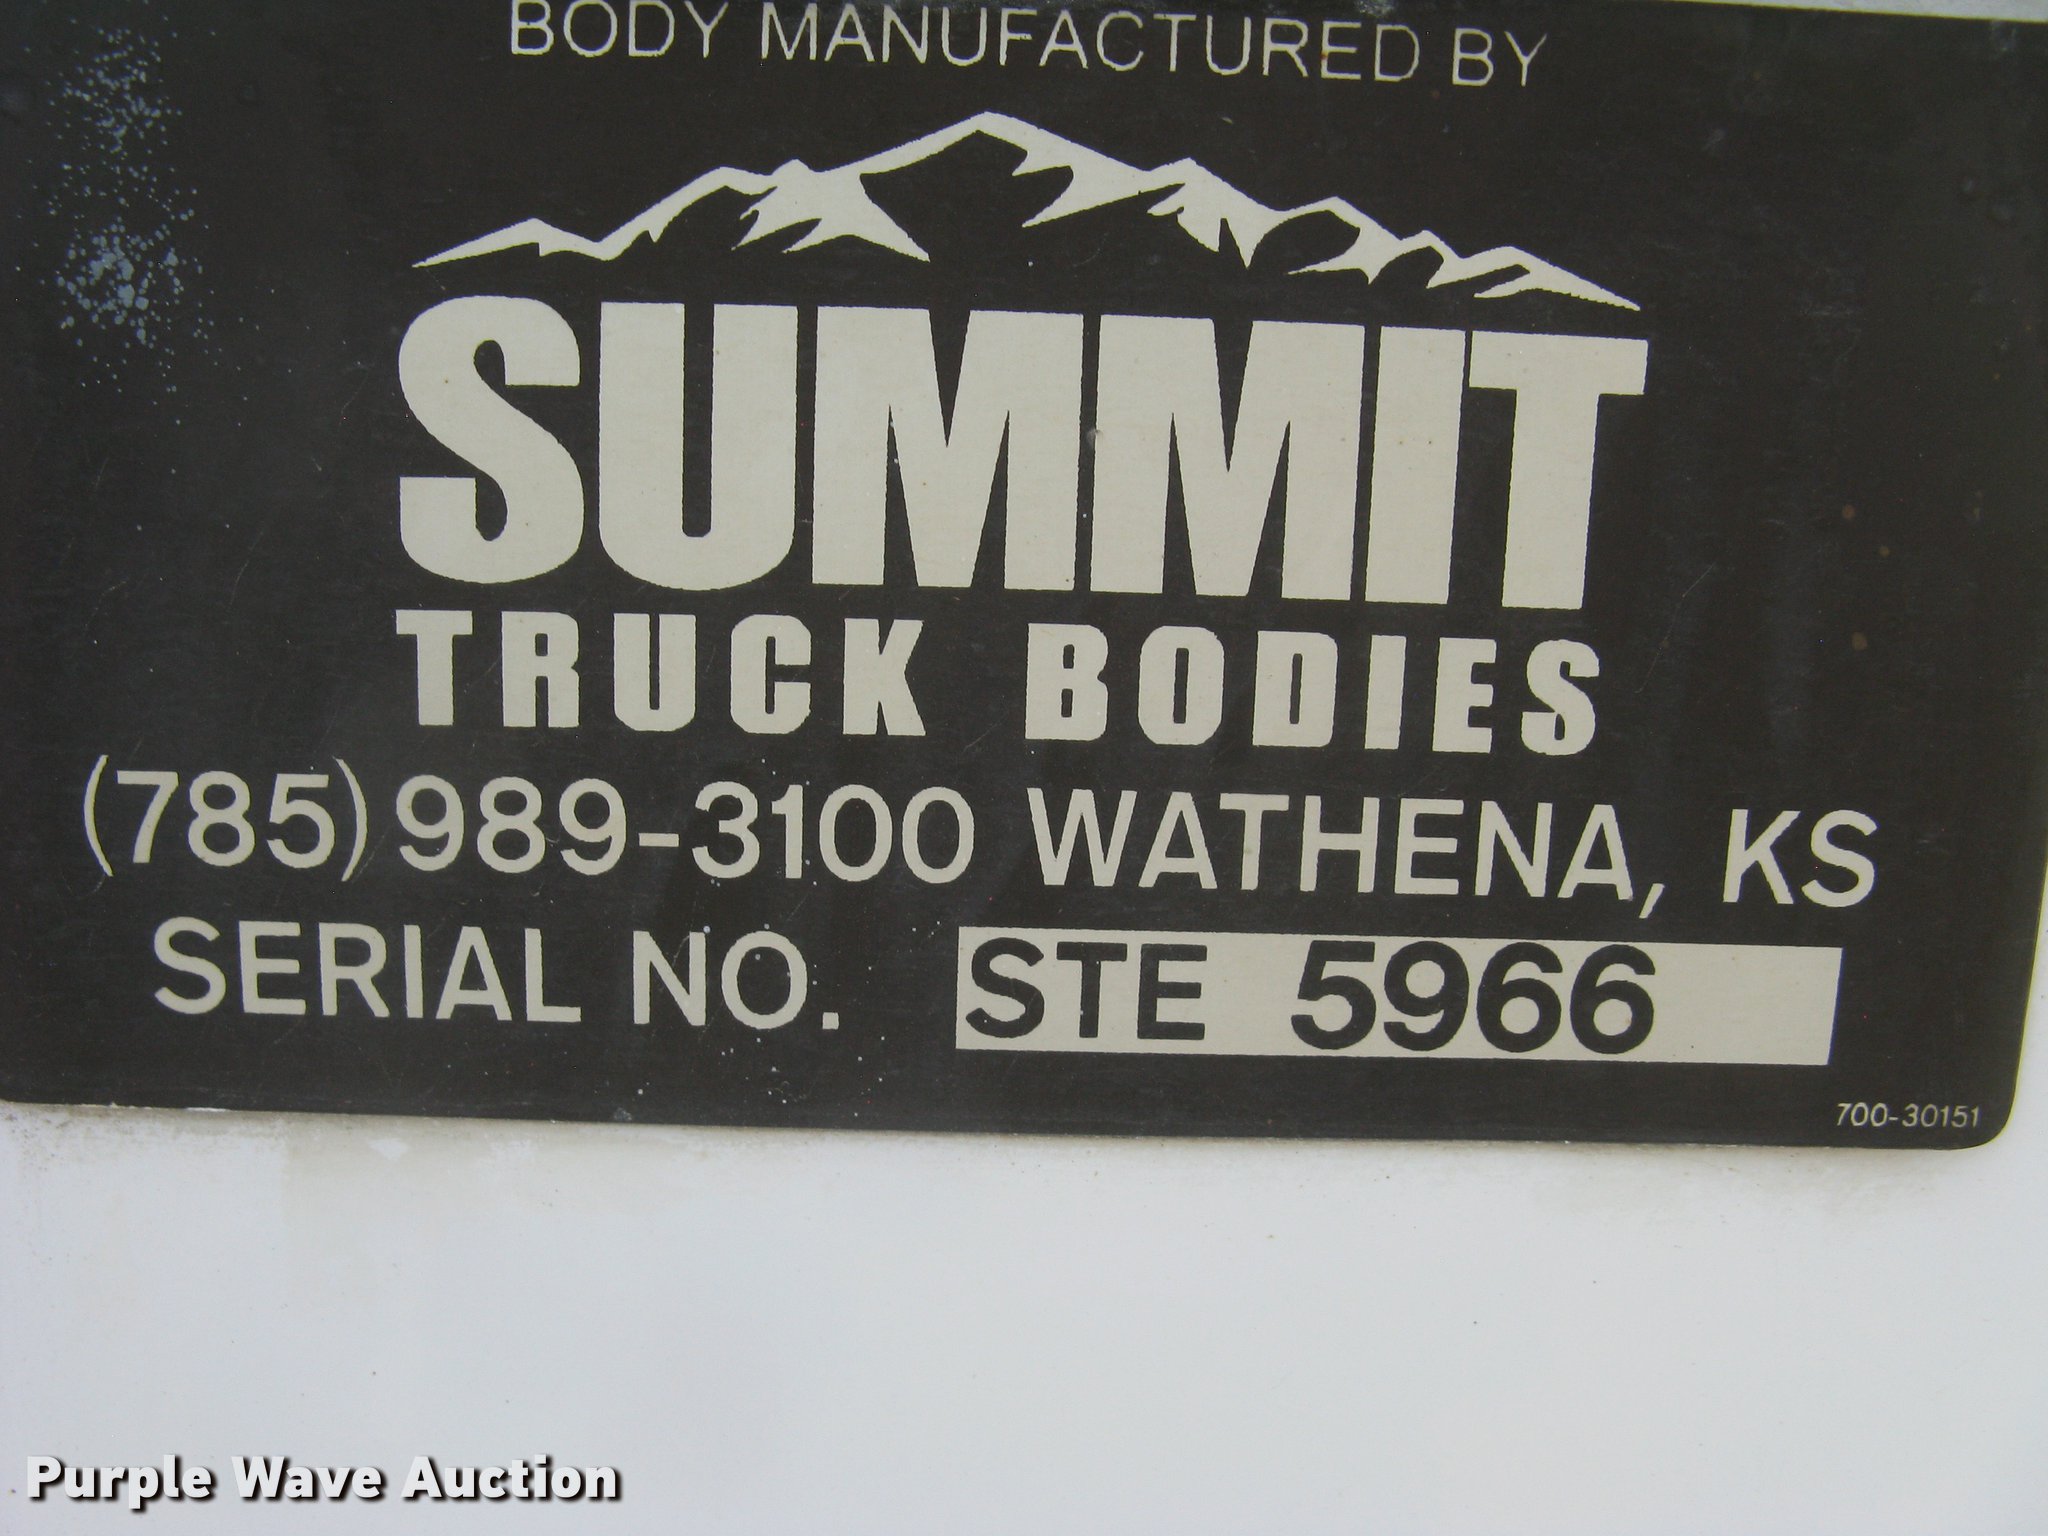 BODY MANUFACTURED BY
SUMMIT
TRUCK BODIES
(785) 989-3100 WATHENA, KS
SERIAL NO. STE 5966
700-30151
Purple Wave Auction